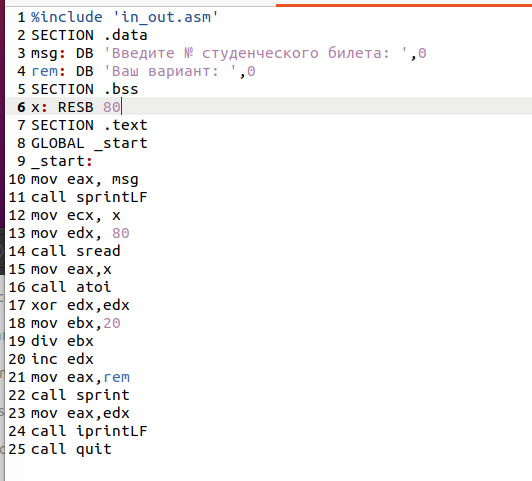 1 %include 'in_out.asm'
2 SECTION .data
3 msg: DB 'Введите № студенческого билета: ',0
4 rem: DB 'Ваш вариант: ',0
5 SECTION .bss
6 x: RESB 80
7 SECTION .text
8 GLOBAL _start
9 _start:
10 mov eax, msg
11 call sprintLF
12 mov ecx, x
13 mov edx, 80
14 call sread
15 mov eax,x
16 call atoi
17 xor edx,edx
18 mov ebx,20
19 div ebx
20 inc edx
21 mov eax,rem
22 call sprint
23 mov eax,edx
24 call iprintLF
25 call quit